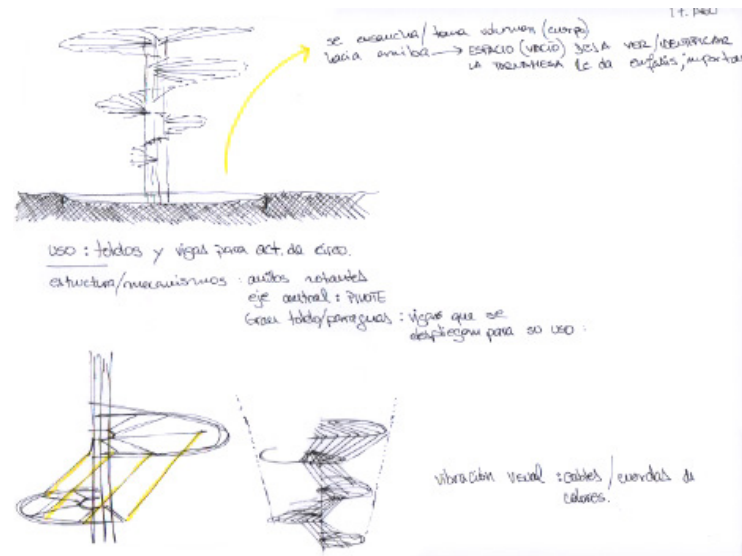 se ensancha/toma volumen (cuerpo)
hacia arriba → ESPACIO (VACIO) DEJA VER/IDENTIFICAR
LA TORNAMESA le da enfasis,
uso : toldos y vigas para act. de circo.
estructura/mecanismos : anillos rotantes
eje central : PIVOTE
Gran toldo/paraguas : vigas que se
despliegan para su uso :
vibración visual : cables / cuerdas de
colores.